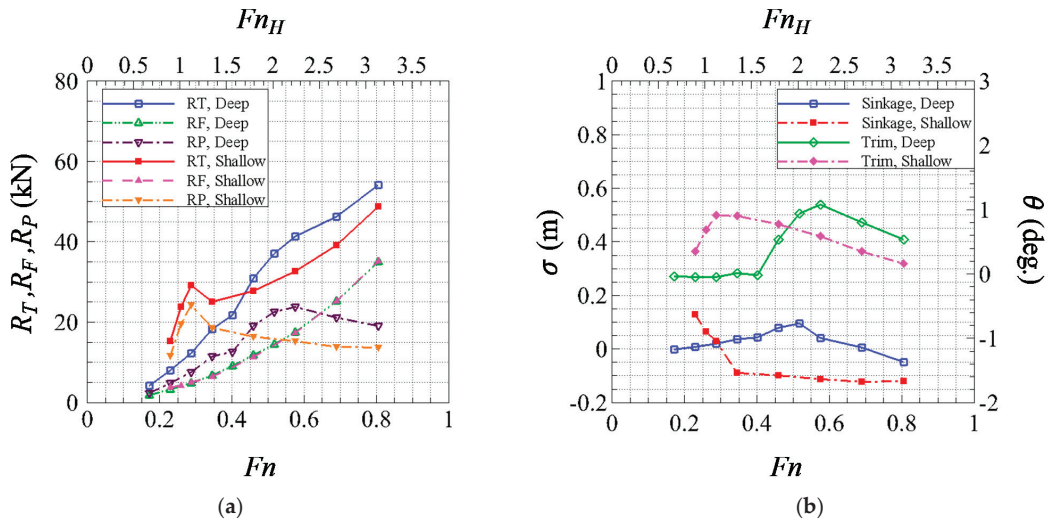 Fn_H
0 0.5 1 1.5 2 2.5 3 3.5
80
60
40
20
0
R_T ,R_F ,R_P (kN)
RT, Deep
RF, Deep
RP, Deep
RT, Shallow
RF, Shallow
RP, Shallow
0 0.2 0.4 0.6 0.8 1
Fn
(a)
Fn_H
0 0.5 1 1.5 2 2.5 3 3.5
1
0.8
0.6
0.4
0.2
0
-0.2
σ (m)
Sinkage, Deep
Sinkage, Shallow
Trim, Deep
Trim, Shallow
3
2
1
0
-1
-2
θ (deg.)
0 0.2 0.4 0.6 0.8 1
Fn
(b)